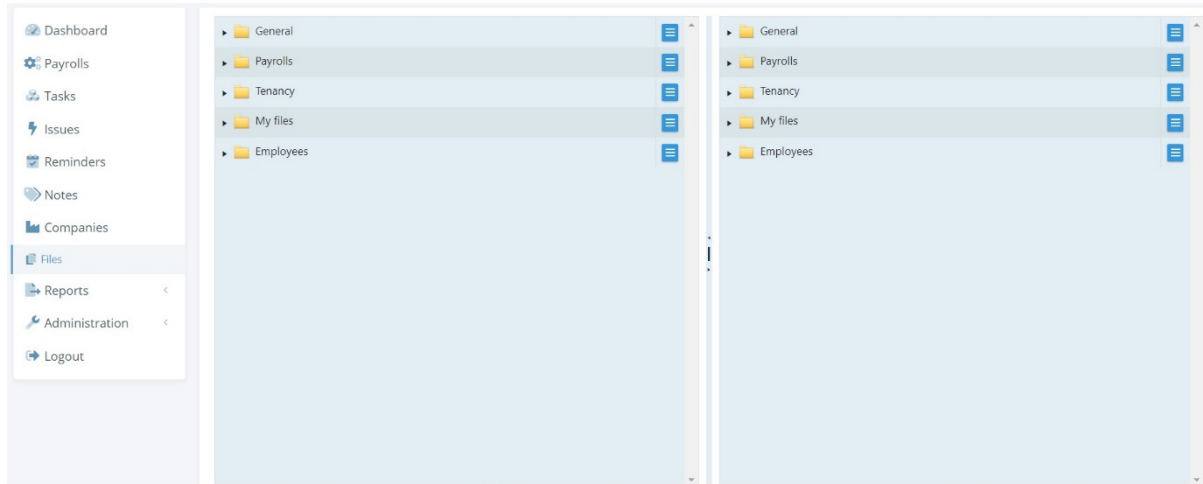 Dashboard
Payrolls
Tasks
Issues
Reminders
Notes
Companies
Files
Reports
Administration
Logout
General
Payrolls
Tenancy
My files
Employees
General
Payrolls
Tenancy
My files
Employees